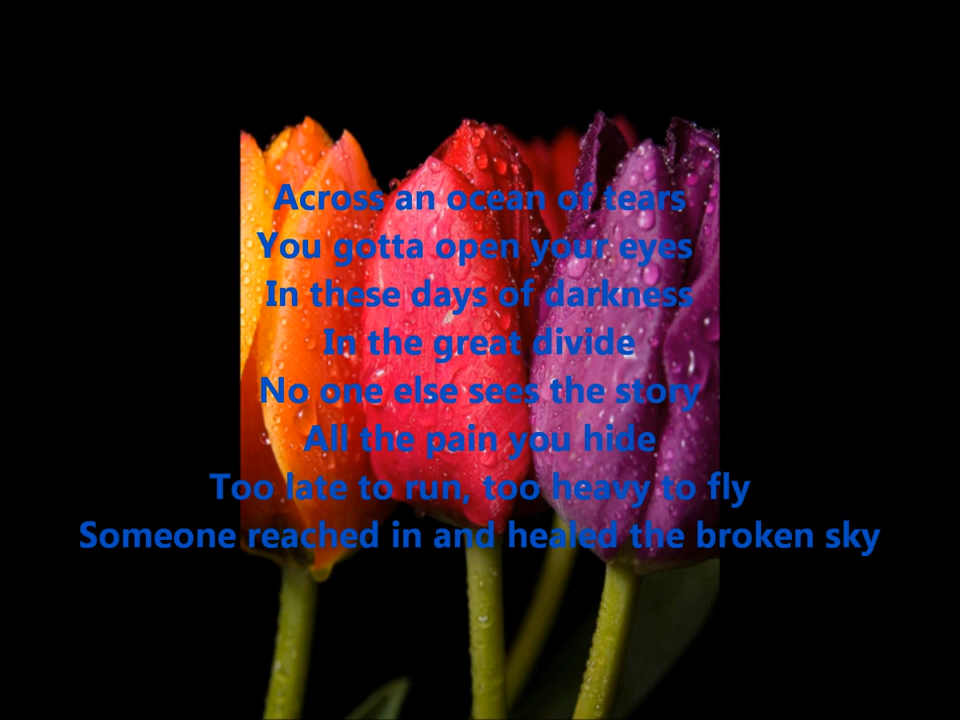 Across an ocean of tears
You gotta open your eyes
In these days of darkness
In the great divide
No one else sees the story
All the pain you hide
Too late to run, too heavy to fly
Someone reached in and healed the broken sky